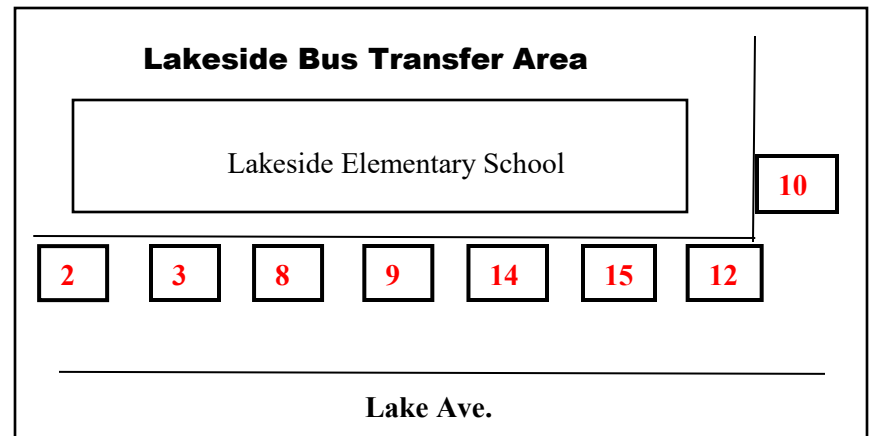 Lakeside Bus Transfer Area
Lakeside Elementary School
10
2 3 8 9 14 15 12
Lake Ave.